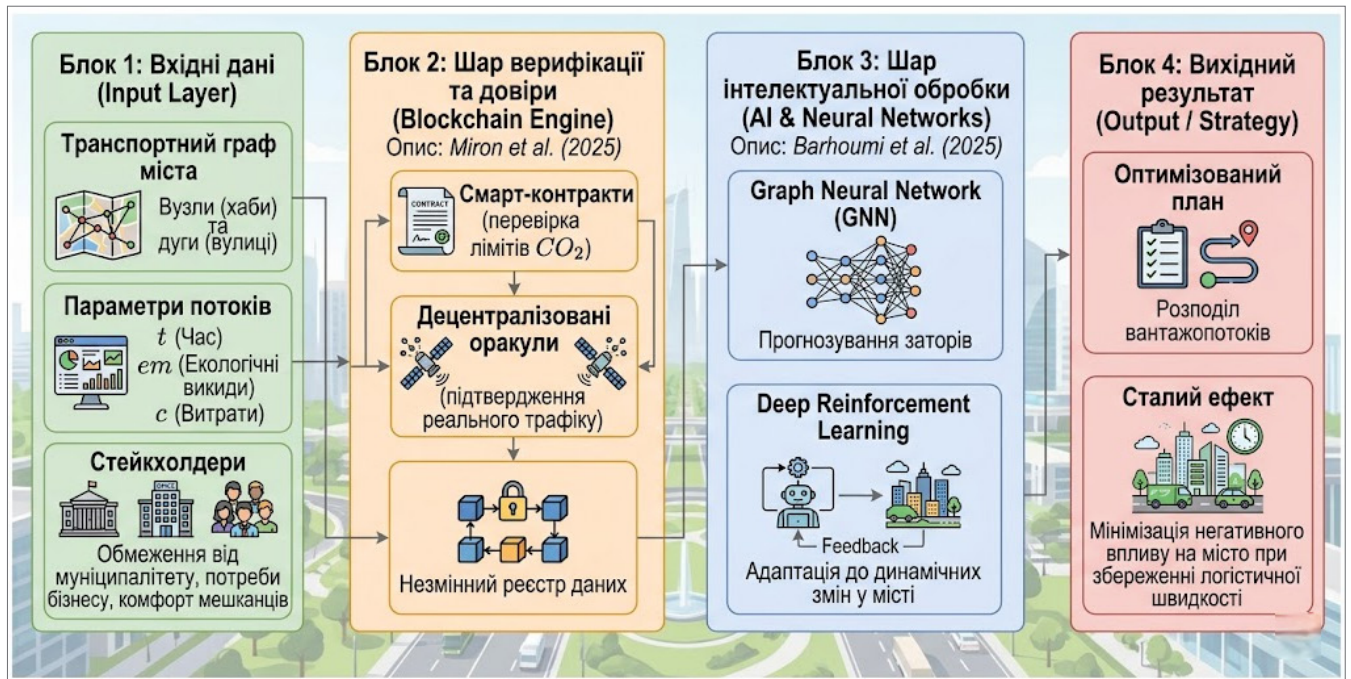 Блок 1: Вхідні дані
(Input Layer)
Транспортний граф
міста
Вузли (хаби)
та
дуги (вулиці)
Параметри потоків
t (Час)
em (Екологічні
викиди)
c (Витрати)
Стейкхолдери
OFFICE
Обмеження від
муніципалітету, потреби
бізнесу, комфорт мешканців
Блок 2: Шар верифікації
та довіри
(Blockchain Engine)
Опис: Miron et al. (2025)
CONTRACT
Смарт-контракти
(перевірка
лімітів CO₂)
Децентралізовані
оракули
(підтвердження
реального трафіку)
Незмінний реєстр даних
Блок 3: Шар
інтелектуальної обробки
(AI & Neural Networks)
Опис: Barhoumi et al. (2025)
Graph Neural Network
(GNN)
Прогнозування заторів
Deep Reinforcement
Learning
Feedback
Адаптація до динамічних
змін у місті
Блок 4: Вихідний
результат
(Output / Strategy)
Оптимізований
план
Розподіл
вантажопотоків
Сталий ефект
Мінімізація негативного
впливу на місто при
збереженні логістичної
швидкості